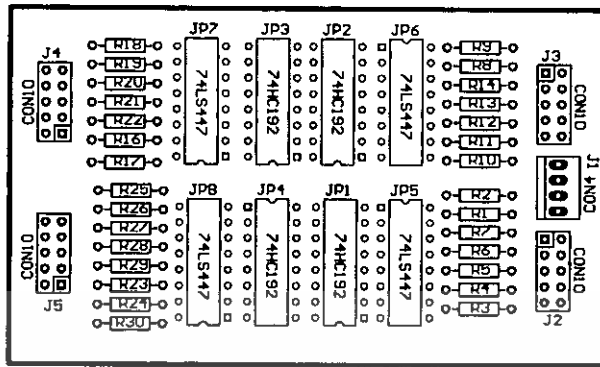 J4
CON10
R18
R19
R20
R21
R22
R16
R17
JP7
74LS447
JP3
74HC192
JP2
74HC192
JP6
74LS447
R9
R8
R14
R13
R12
R11
R10
J3
CON10
J1
CON4
CON10
J5
R25
R26
R27
R28
R29
R23
R24
R30
JP8
74LS447
JP4
74HC192
JP1
74HC192
JP5
74LS447
R2
R1
R7
R6
R5
R4
R3
CON10
J2